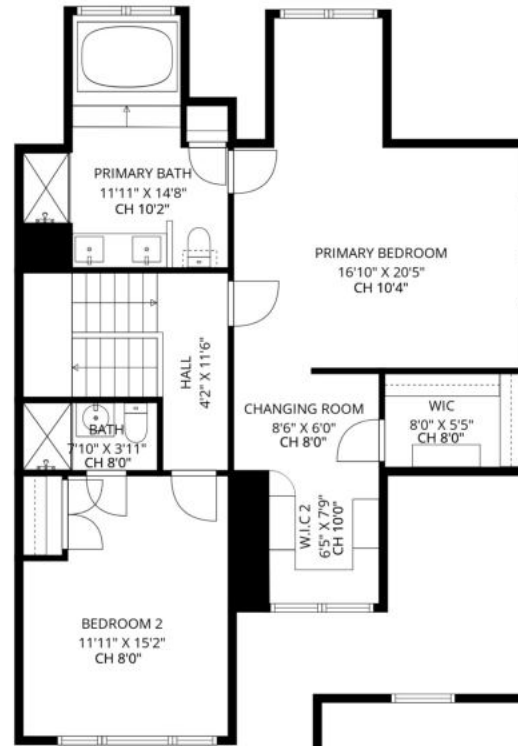 PRIMARY BATH
11'11" X 14'8"
CH 10'2"
PRIMARY BEDROOM
16'10" X 20'5"
CH 10'4"
HALL
4'2" X 11'6"
BATH
7'10" X 3'11"
CH 8'0"
CHANGING ROOM
8'6" X 6'0"
CH 8'0"
WIC
8'0" X 5'5"
CH 8'0"
W.I.C 2
6'5" X 7'9"
CH 10'0"
BEDROOM 2
11'11" X 15'2"
CH 8'0"